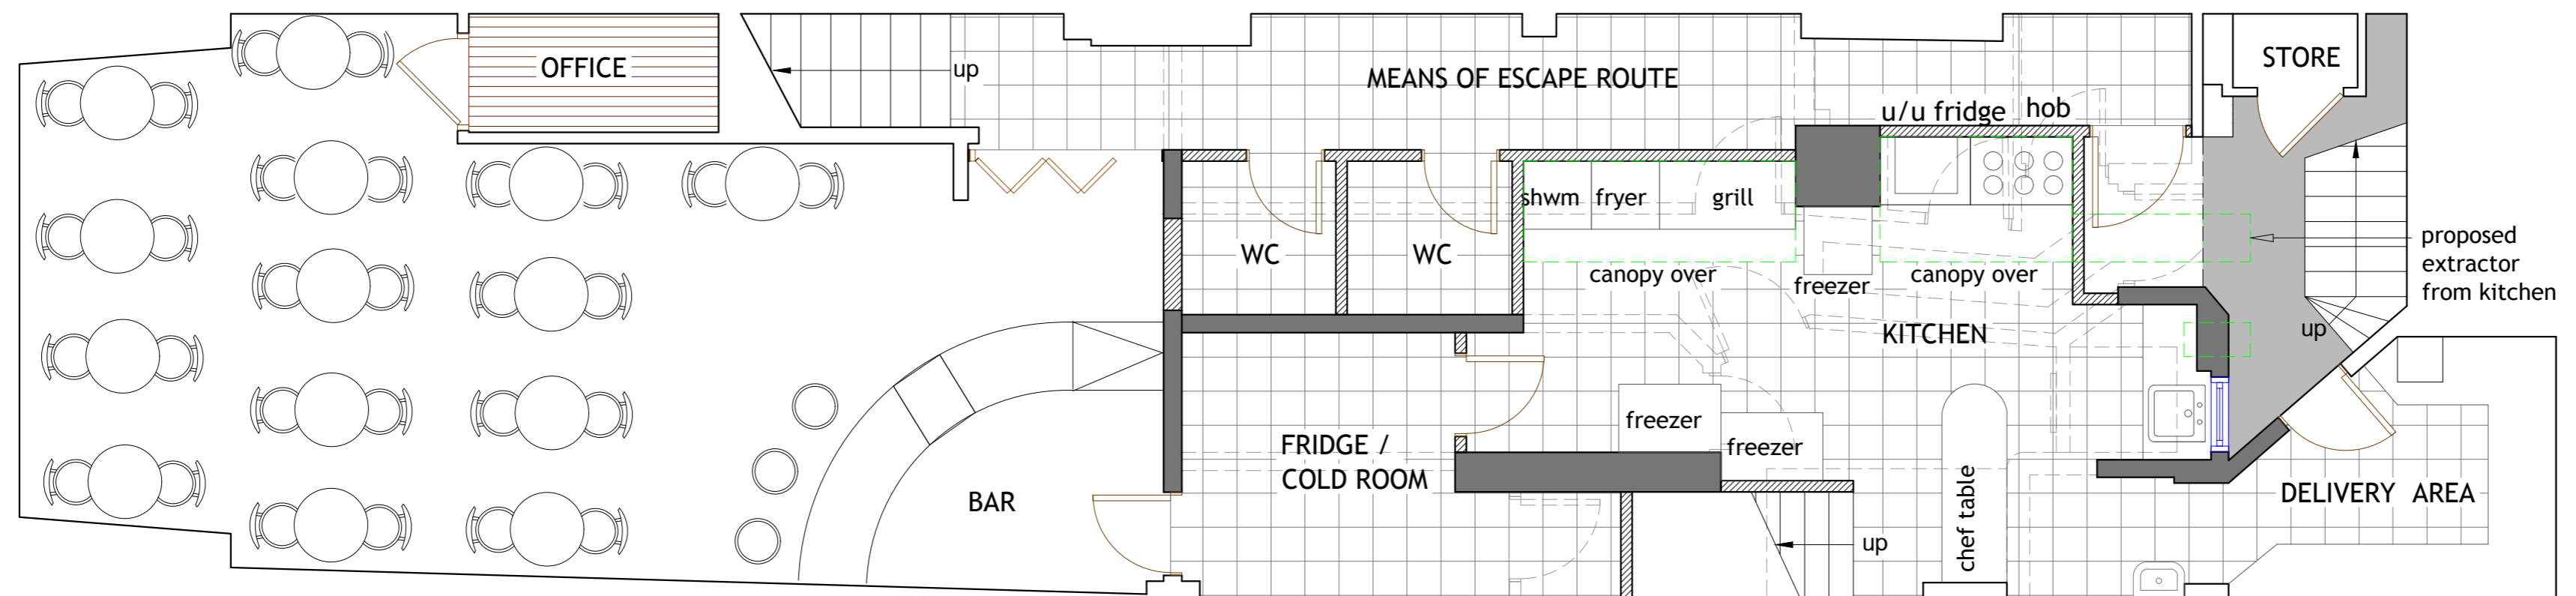 OFFICE
up
MEANS OF ESCAPE ROUTE
STORE
u/u fridge
hob
shwm
fryer
grill
WC
WC
canopy over
freezer
canopy over
proposed
extractor
from kitchen
KITCHEN
up
freezer
freezer
FRIDGE /
COLD ROOM
BAR
chef table
up
DELIVERY AREA